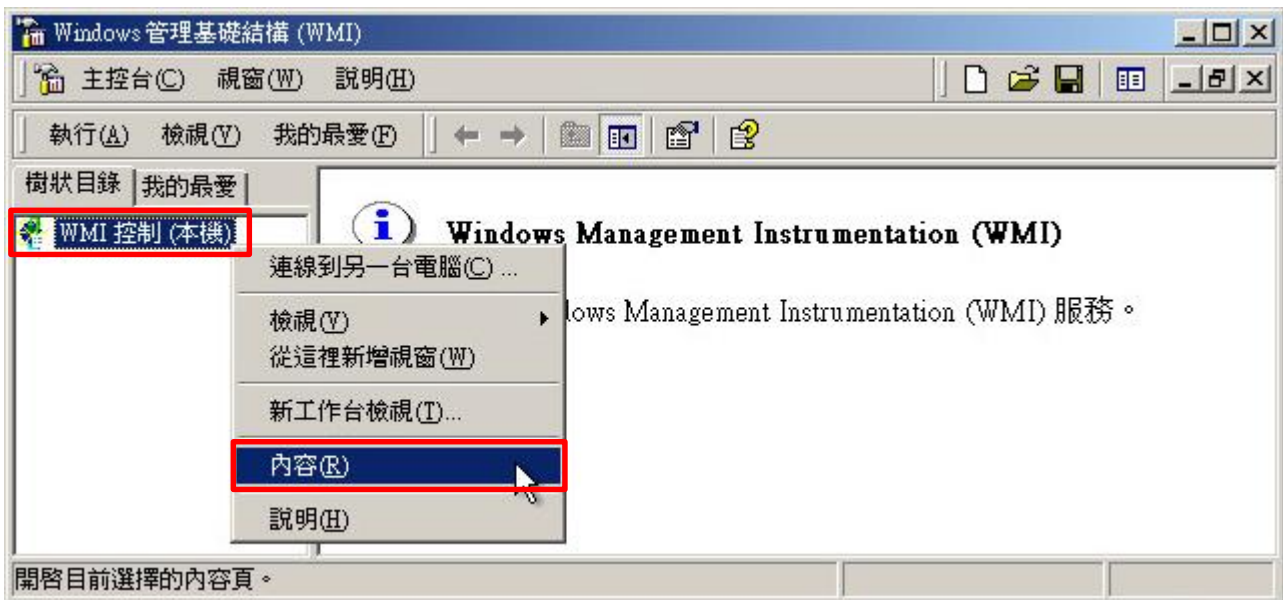 Windows 管理基礎結構 (WMI)
主控台(C) 視窗(W) 說明(H)
執行(A) 檢視(V) 我的最愛(F)
樹狀目錄 我的最愛
WMI 控制 (本機)
Windows Management Instrumentation (WMI)
dows Management Instrumentation (WMI) 服務。
連線到另一台電腦(C) ...
檢視(V)
從這裡新增視窗(W)
新工作台檢視(T)...
內容(R)
說明(H)
開啓目前選擇的內容頁。